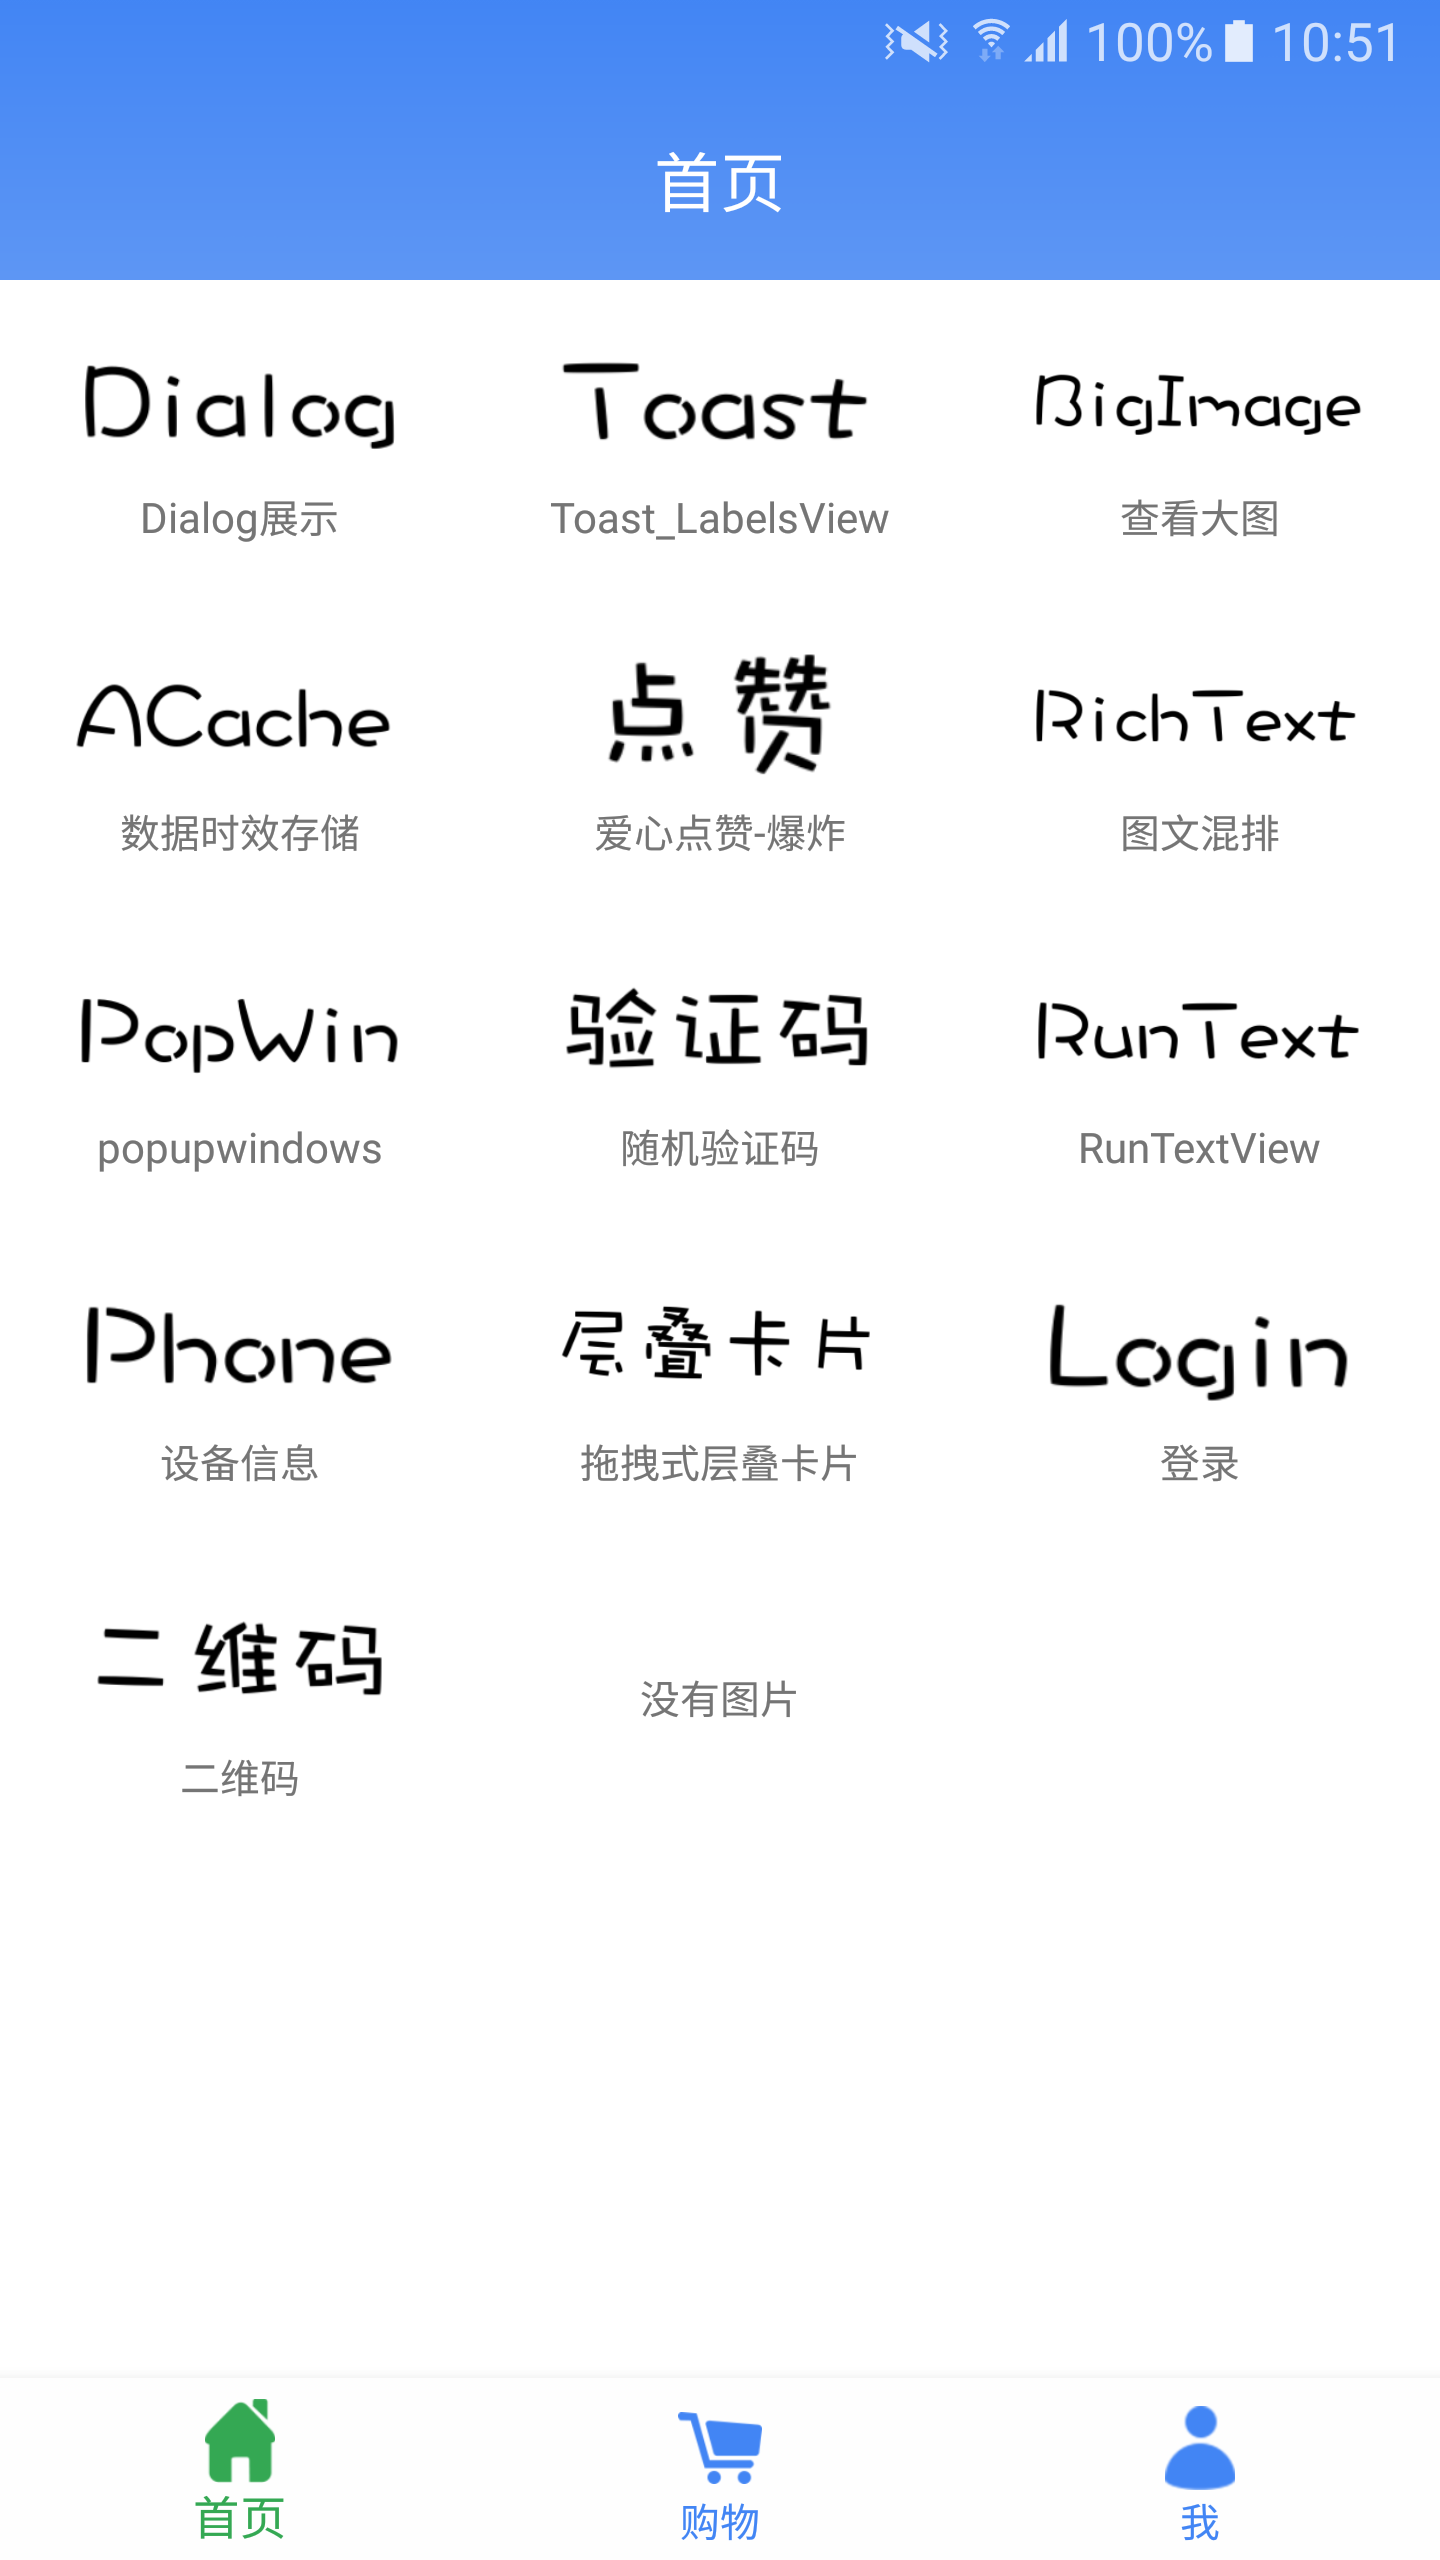 100% 10:51
首页
Dialog Toast BigImage
Dialog展示 Toast_LabelsView 查看大图
ACache 点赞 RichText
数据时效存储 爱心点赞-爆炸 图文混排
PopWin 验证码 RunText
popupwindows 随机验证码 RunTextView
Phone 层叠卡片 Login
设备信息 拖拽式层叠卡片 登录
二维码
没有图片
二维码
首页 购物 我